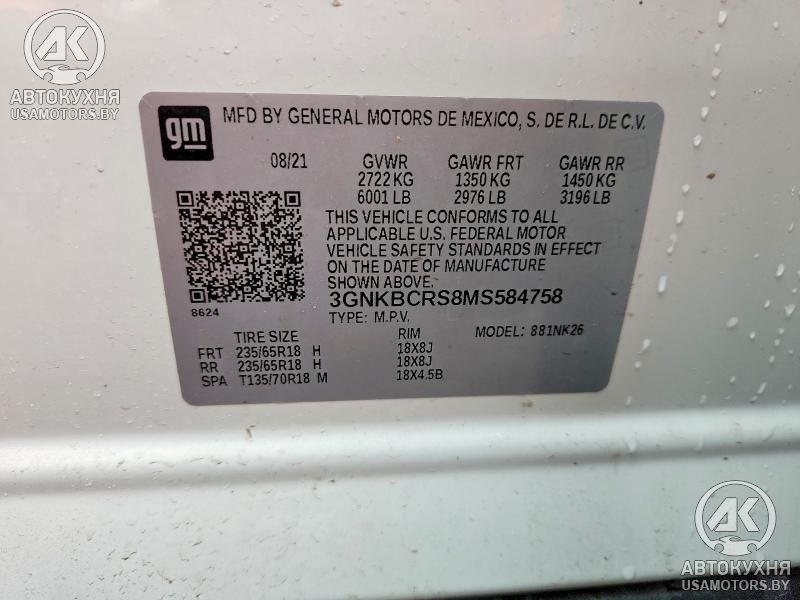 AK
АВТОКУХНЯ
USAMOTORS.BY
gm
MFD BY GENERAL MOTORS DE MEXICO, S. DE R.L. DE C.V.
08/21 GVWR GAWR FRT GAWR RR
2722 KG 1350 KG 1450 KG
6001 LB 2976 LB 3196 LB
THIS VEHICLE CONFORMS TO ALL
APPLICABLE U.S. FEDERAL MOTOR
VEHICLE SAFETY STANDARDS IN EFFECT
ON THE DATE OF MANUFACTURE
SHOWN ABOVE.
3GNKBCRS8MS584758
8624
TYPE: M.P.V.
TIRE SIZE RIM MODEL: 881NK26
FRT 235/65R18 H 18X8J
RR 235/65R18 H 18X8J
SPA T135/70R18 M 18X4.5B
AK
АВТОКУХНЯ
USAMOTORS.BY